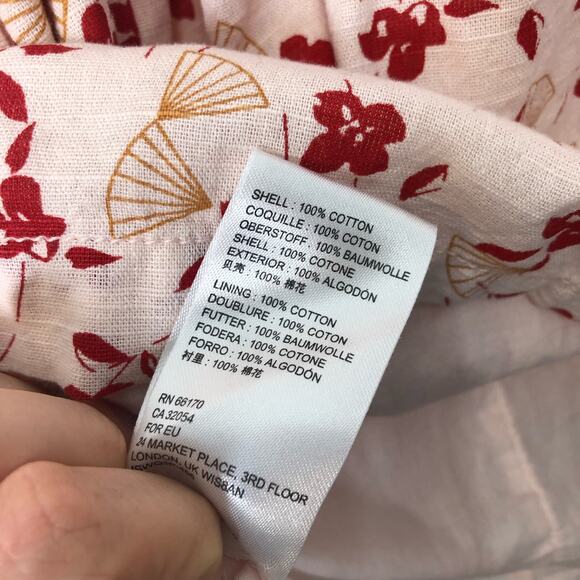 SHELL : 100% COTTON
COQUILLE : 100% COTON
OBERSTOFF : 100% BAUMWOLLE
SHELL : 100% COTONE
EXTERIOR : 100% ALGODÓN
贝壳 : 100% 棉花
LINING : 100% COTTON
DOUBLURE : 100% COTON
FUTTER : 100% BAUMWOLLE
FODERA : 100% COTONE
FORRO : 100% ALGODÓN
衬里 : 100% 棉花
RN 66170
CA 32054
FOR EU
24 MARKET PLACE, 3RD FLOOR
LONDON, UK WIS8AN